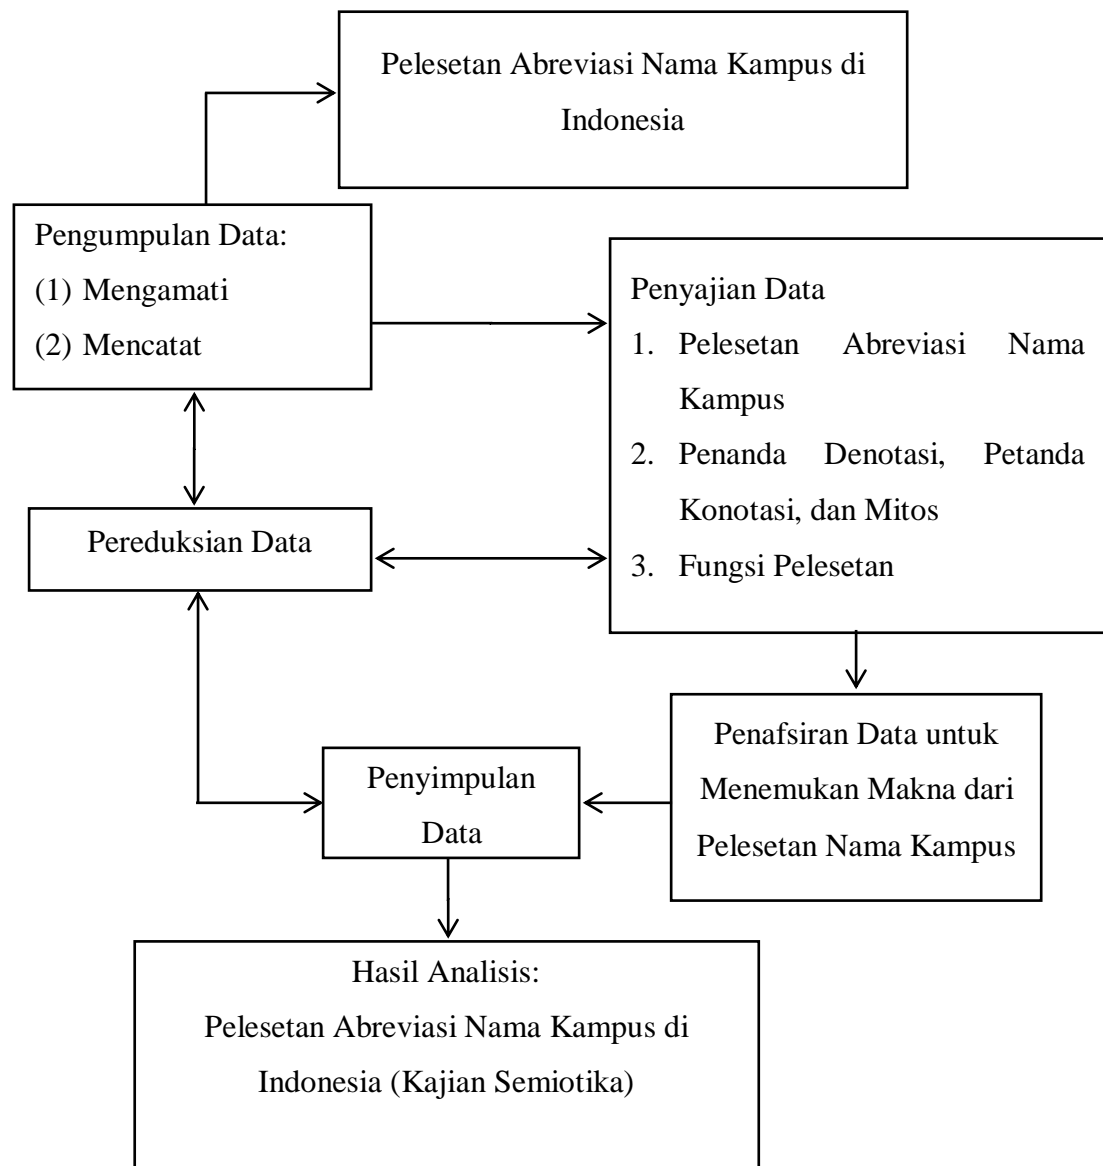 Pelesetan Abreviasi Nama Kampus di
Indonesia
Pengumpulan Data:
(1) Mengamati
(2) Mencatat
Penyajian Data
1. Pelesetan Abreviasi Nama
Kampus
2. Penanda Denotasi, Petanda
Konotasi, dan Mitos
3. Fungsi Pelesetan
Pereduksian Data
Penafsiran Data untuk
Menemukan Makna dari
Pelesetan Nama Kampus
Penyimpulan
Data
Hasil Analisis:
Pelesetan Abreviasi Nama Kampus di
Indonesia (Kajian Semiotika)